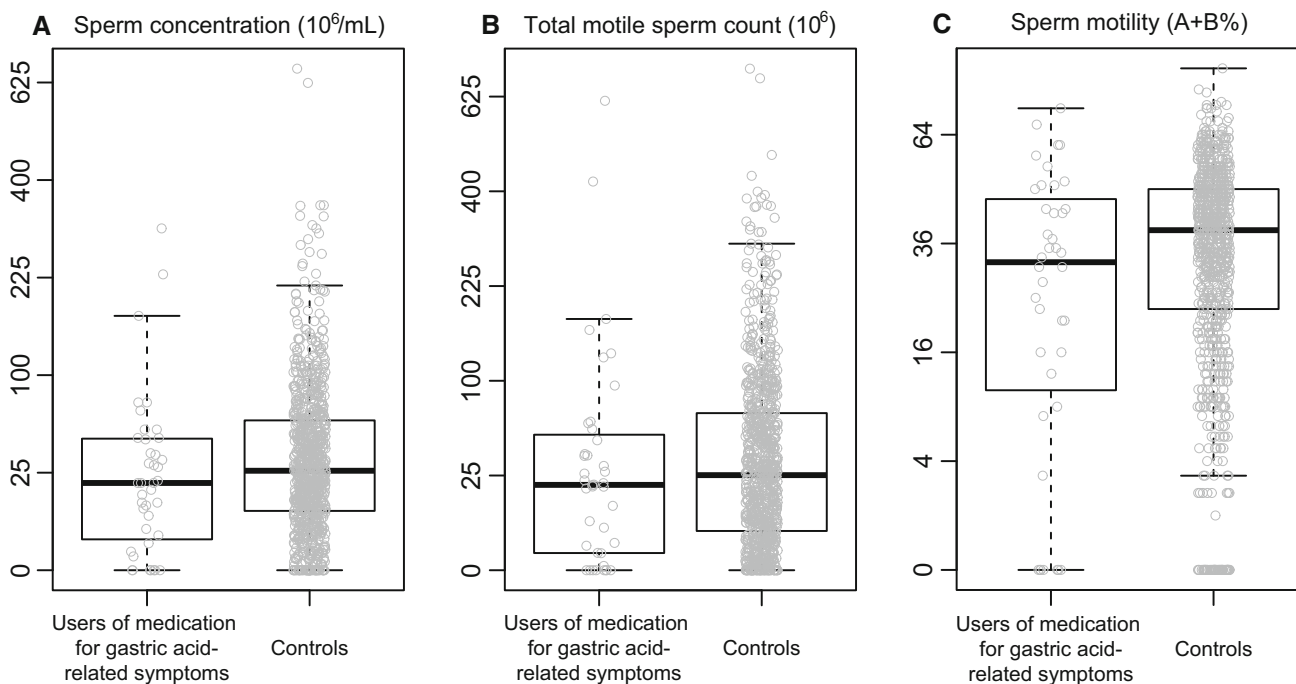 A Sperm concentration (10⁶/mL)
625
400
225
100
25
0
Users of medication
for gastric acid-
related symptoms
Controls
B Total motile sperm count (10⁶)
625
400
225
100
25
0
Users of medication
for gastric acid-
related symptoms
Controls
C Sperm motility (A+B%)
64
36
16
4
0
Users of medication
for gastric acid-
related symptoms
Controls